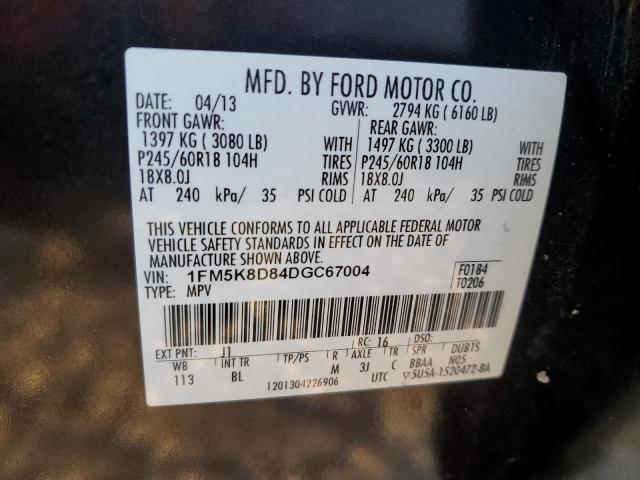 MFD. BY FORD MOTOR CO.
DATE: 04/13 GVWR: 2794 KG ( 6160 LB)
FRONT GAWR: REAR GAWR:
1397 KG ( 3080 LB) WITH 1497 KG ( 3300 LB) WITH
P245/60R18 104H TIRES P245/60R18 104H TIRES
18X8.0J RIMS 18X8.0J RIMS
AT 240 kPa/ 35 PSI COLD AT 240 kPa/ 35 PSI COLD
THIS VEHICLE CONFORMS TO ALL APPLICABLE FEDERAL MOTOR
VEHICLE SAFETY STANDARDS IN EFFECT ON THE DATE OF
MANUFACTURE SHOWN ABOVE.
VIN: 1FM5K8D84DGC67004 F0184
TYPE: MPV T0206
EXT PNT: J1 RC: 16 DSO:
WB INT TR TP/PS R AXLE TR SPR DUBTS
113 BL M 3J C BBAA N05
1201304226906 UTC ▽5U5A-1520472-BA